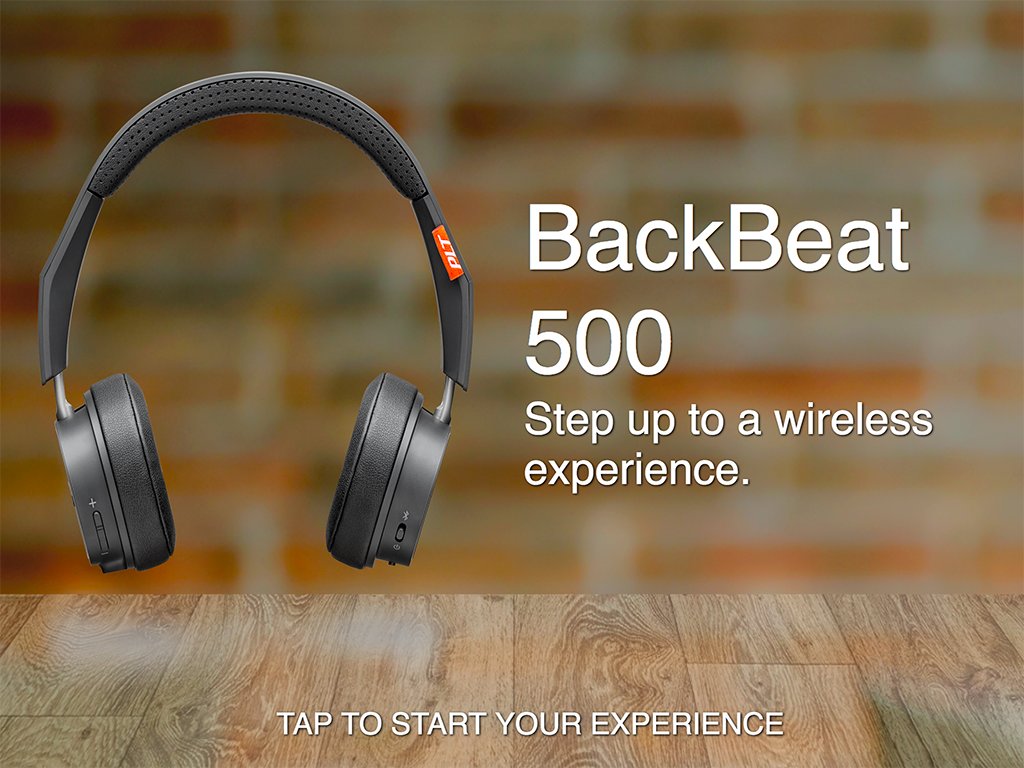 PLT
BackBeat
500
Step up to a wireless
experience.
TAP TO START YOUR EXPERIENCE